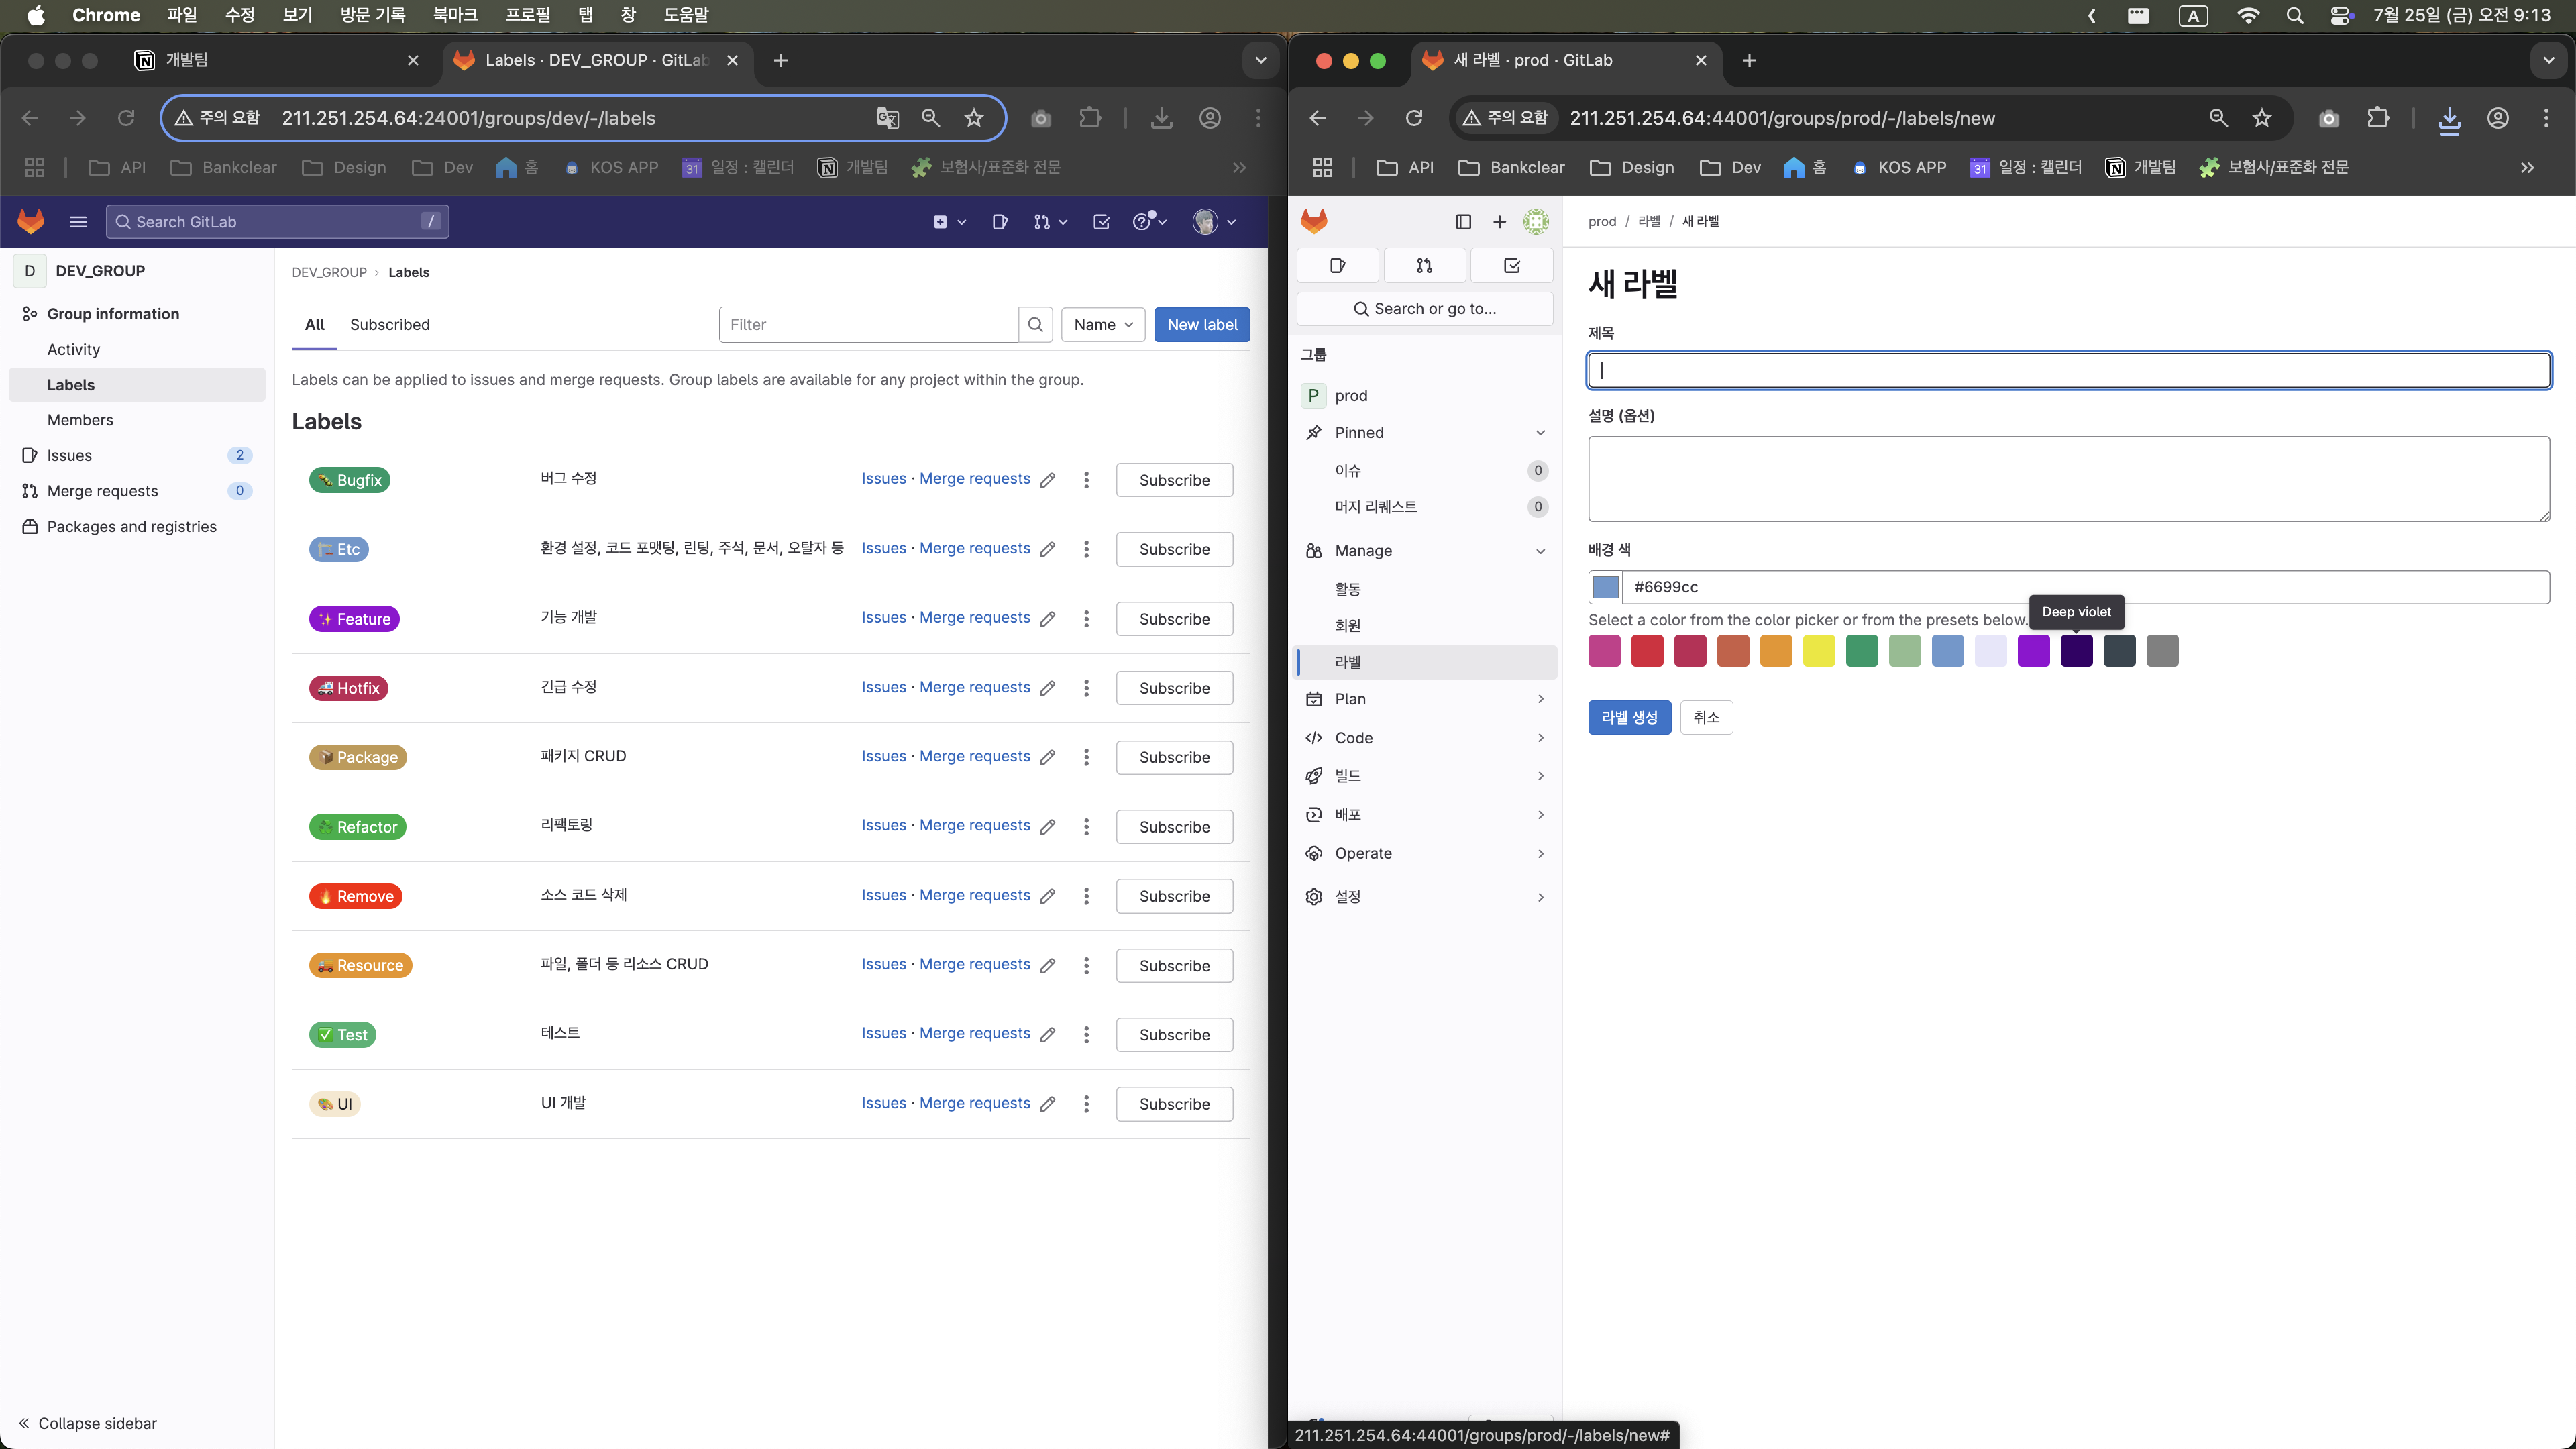 Chrome 파일 수정 보기 방문 기록 북마크 프로필 탭 창 도움말
A 7월 25일 (금) 오전 9:13
개발팀
Labels · DEV_GROUP · GitLab
주의 요함 211.251.254.64:24001/groups/dev/-/labels
API Bankclear Design Dev 홈 KOS APP 31 일정 : 캘린더 개발팀 보험사/표준화 전문
Search GitLab /
D DEV_GROUP
Group information
Activity
Labels
Members
Issues 2
Merge requests 0
Packages and registries
Collapse sidebar
DEV_GROUP › Labels
All Subscribed Filter Name New label
Labels can be applied to issues and merge requests. Group labels are available for any project within the group.
Labels
Bugfix 버그 수정 Issues · Merge requests Subscribe
Etc 환경 설정, 코드 포맷팅, 린팅, 주석, 문서, 오탈자 등 Issues · Merge requests Subscribe
Feature 기능 개발 Issues · Merge requests Subscribe
Hotfix 긴급 수정 Issues · Merge requests Subscribe
Package 패키지 CRUD Issues · Merge requests Subscribe
Refactor 리팩토링 Issues · Merge requests Subscribe
Remove 소스 코드 삭제 Issues · Merge requests Subscribe
Resource 파일, 폴더 등 리소스 CRUD Issues · Merge requests Subscribe
Test 테스트 Issues · Merge requests Subscribe
UI UI 개발 Issues · Merge requests Subscribe
새 라벨 · prod · GitLab
주의 요함 211.251.254.64:44001/groups/prod/-/labels/new
API Bankclear Design Dev 홈 KOS APP 31 일정 : 캘린더 개발팀 보험사/표준화 전문
Search or go to...
그룹
P prod
Pinned
이슈 0
머지 리퀘스트 0
Manage
활동
회원
라벨
Plan
Code
빌드
배포
Operate
설정
prod / 라벨 / 새 라벨
새 라벨
제목
설명 (옵션)
배경 색
#6699cc
Select a color from the color picker or from the presets below.
Deep violet
라벨 생성 취소
211.251.254.64:44001/groups/prod/-/labels/new#